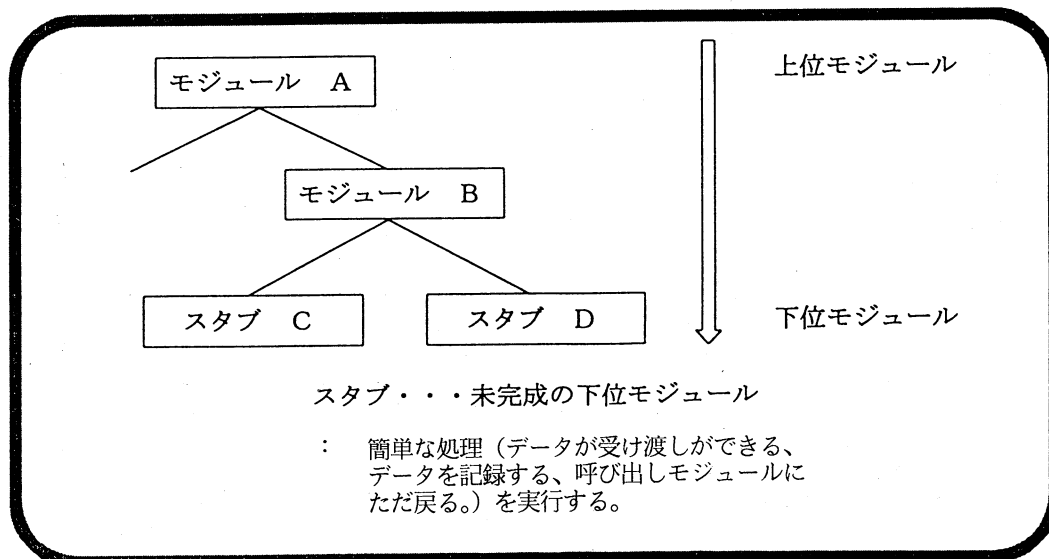 モジュール A
上位モジュール
モジュール B
スタブ C
スタブ D
下位モジュール
スタブ・・・未完成の下位モジュール
: 簡単な処理（データが受け渡しができる、
データを記録する、呼び出しモジュールに
ただ戻る。）を実行する。